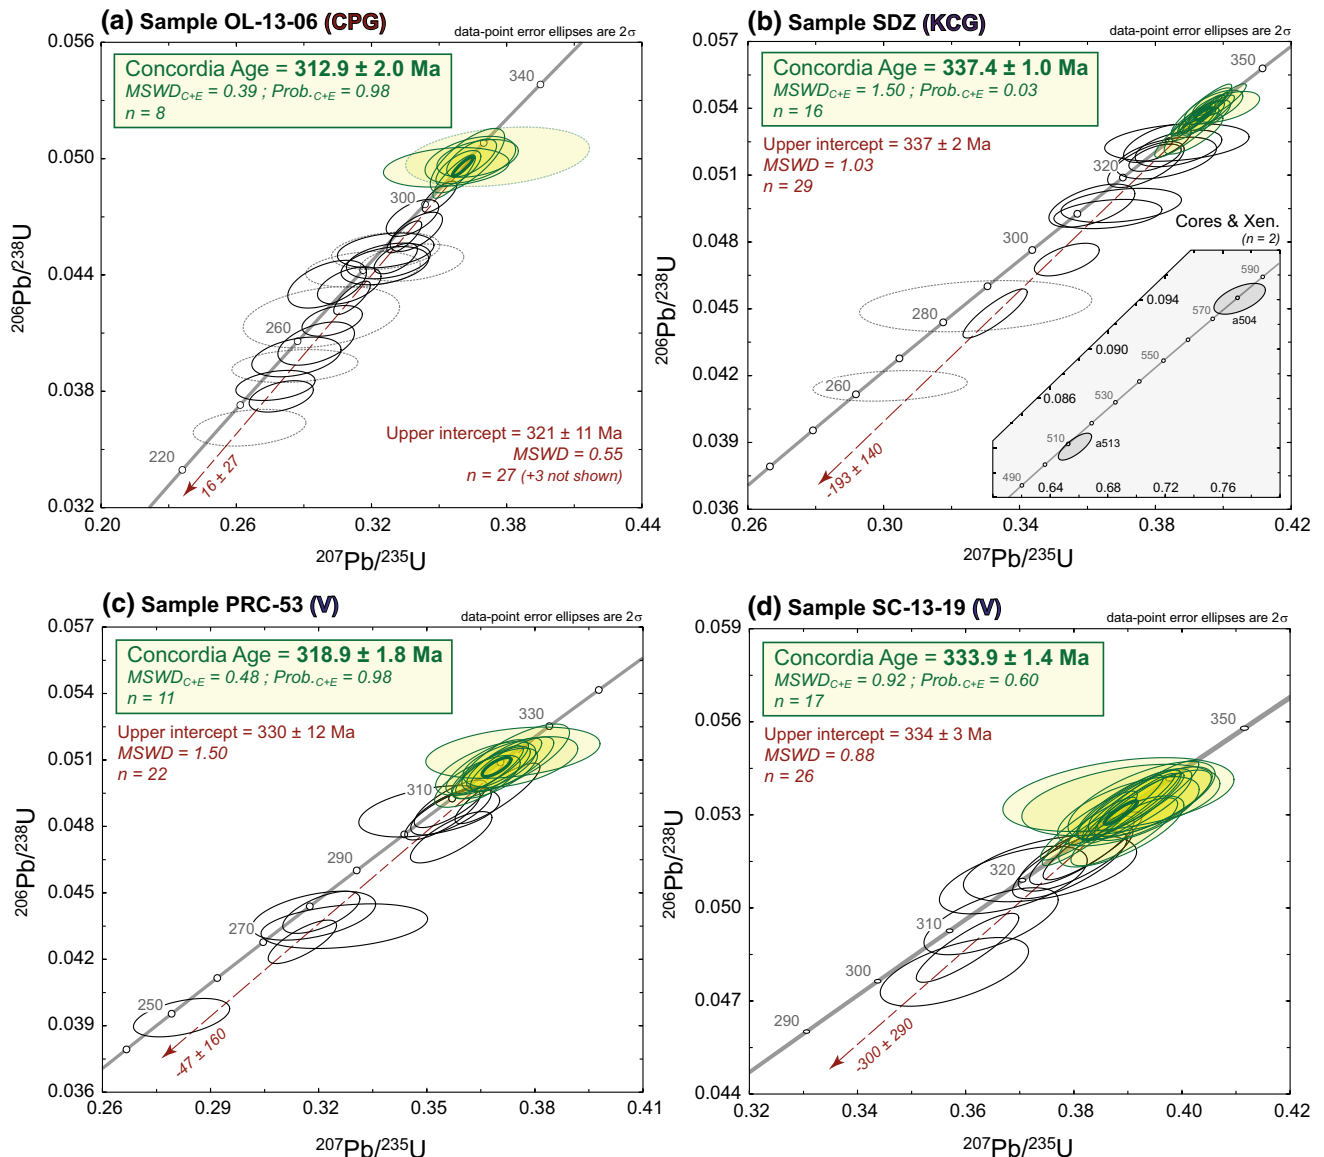 (a) Sample OL-13-06 (CPG)
data-point error ellipses are 2σ
Concordia Age = 312.9 ± 2.0 Ma
MSWD C+E = 0.39 ; Prob. C+E = 0.98
n = 8
0.056
0.050
0.044
0.038
0.032
206Pb/238U
340
300
260
220
16 ± 27
Upper intercept = 321 ± 11 Ma
MSWD = 0.55
n = 27 (+3 not shown)
0.20
0.26
0.32
0.38
0.44
207Pb/235U
(b) Sample SDZ (KCG)
data-point error ellipses are 2σ
Concordia Age = 337.4 ± 1.0 Ma
MSWD C+E = 1.50 ; Prob. C+E = 0.03
n = 16
Upper intercept = 337 ± 2 Ma
MSWD = 1.03
n = 29
0.057
0.054
0.051
0.048
0.045
0.042
0.039
0.036
206Pb/238U
350
320
300
280
260
-193 ± 140
Cores & Xen.
(n = 2)
590
570
550
530
510
490
a504
a513
0.094
0.090
0.086
0.64
0.68
0.72
0.76
0.26
0.30
0.34
0.38
0.42
207Pb/235U
(c) Sample PRC-53 (V)
data-point error ellipses are 2σ
Concordia Age = 318.9 ± 1.8 Ma
MSWD C+E = 0.48 ; Prob. C+E = 0.98
n = 11
Upper intercept = 330 ± 12 Ma
MSWD = 1.50
n = 22
0.057
0.054
0.051
0.048
0.045
0.042
0.039
0.036
206Pb/238U
330
310
290
270
250
-47 ± 160
0.26
0.29
0.32
0.35
0.38
0.41
207Pb/235U
(d) Sample SC-13-19 (V)
data-point error ellipses are 2σ
Concordia Age = 333.9 ± 1.4 Ma
MSWD C+E = 0.92 ; Prob. C+E = 0.60
n = 17
Upper intercept = 334 ± 3 Ma
MSWD = 0.88
n = 26
0.059
0.056
0.053
0.050
0.047
0.044
206Pb/238U
350
320
310
300
290
-300 ± 290
0.32
0.34
0.36
0.38
0.40
0.42
207Pb/235U